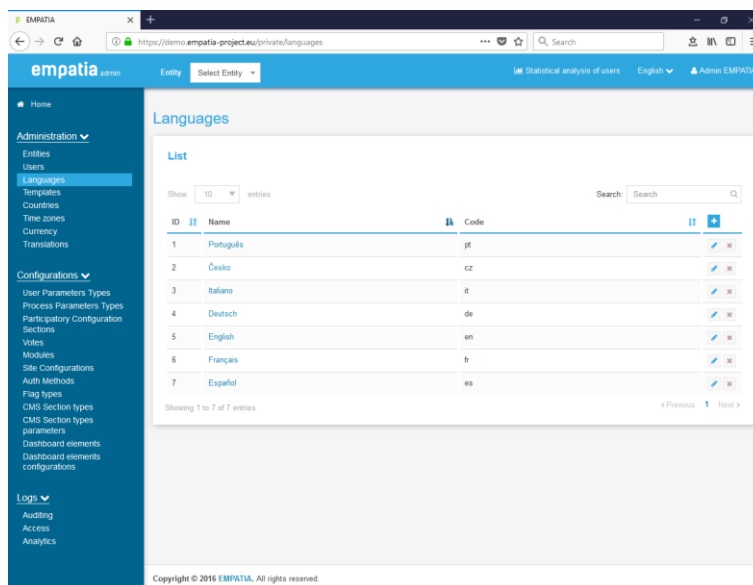 EMPATIA
https://demo.empatia-project.eu/private/languages
Search
empatia admin
Entity
Select Entity
Statistical analysis of users
English
Admin EMPATIA
Home
Administration
Entities
Users
Languages
Templates
Countries
Time zones
Currency
Translations
Configurations
User Parameters Types
Process Parameters Types
Participatory Configuration
Sections
Votes
Modules
Site Configurations
Auth Methods
Flag types
CMS Section types
CMS Section types
parameters
Dashboard elements
Dashboard elements
configurations
Logs
Auditing
Access
Analytics
Languages
List
Show 10 entries
Search: Search
ID Name Code
1 Português pt
2 Česko cz
3 Italiano it
4 Deutsch de
5 English en
6 Français fr
7 Español es
Showing 1 to 7 of 7 entries
Previous 1 Next
Copyright © 2016 EMPATIA. All rights reserved.